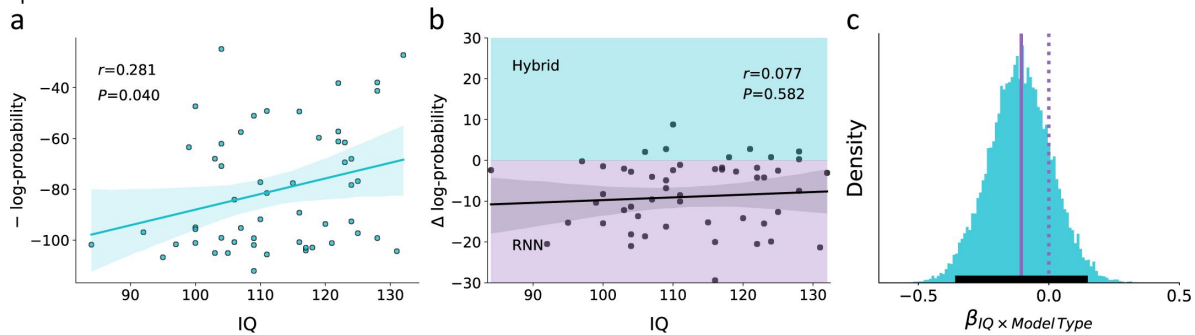 a
r=0.281
P=0.040
− log-probability
−40
−60
−80
−100
90 100 110 120 130
IQ
b
Hybrid
r=0.077
P=0.582
RNN
Δ log-probability
30
20
10
0
−10
−20
−30
90 100 110 120 130
IQ
c
Density
−0.5 0.0 0.5
β IQ × Model Type